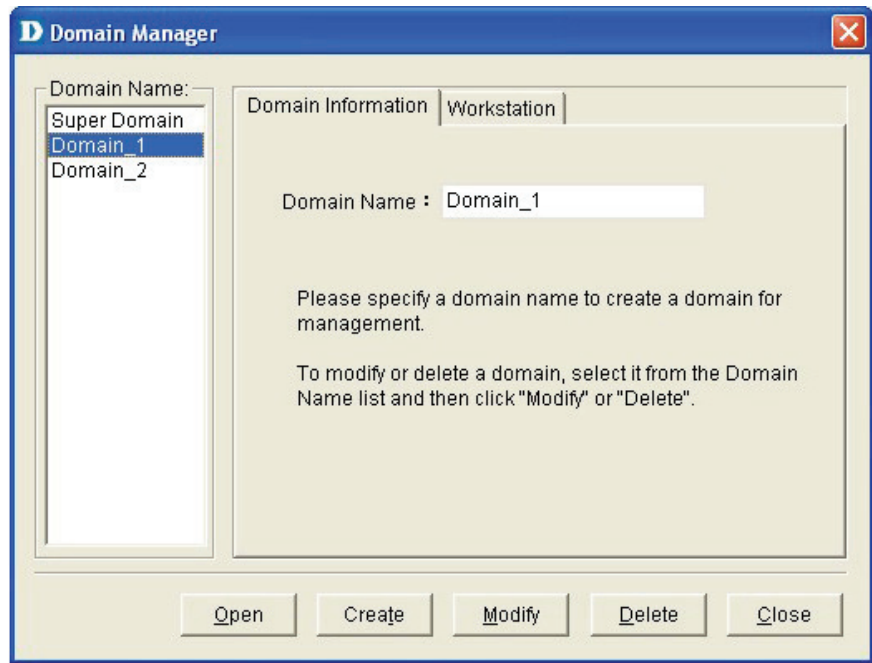 D Domain Manager
Domain Name:
Super Domain
Domain_1
Domain_2
Domain Information
Workstation
Domain Name : Domain_1
Please specify a domain name to create a domain for
management.
To modify or delete a domain, select it from the Domain
Name list and then click "Modify" or "Delete".
Open
Create
Modify
Delete
Close